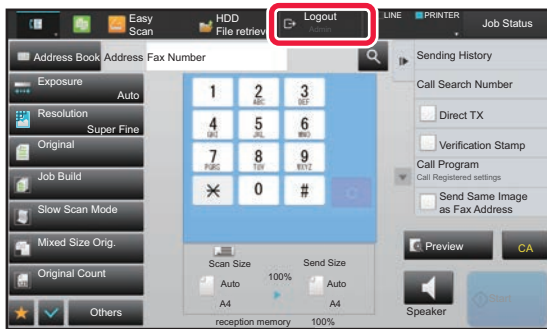 Easy Scan
HDD File retrieve
Logout
Admin
LINE
PRINTER
Job Status
Address Book
Address
Fax Number
Sending History
Exposure
Auto
Call Search Number
Resolution
Super Fine
Direct TX
Original
Verification Stamp
Job Build
Call Program
Call Registered settings
Slow Scan Mode
Send Same Image
as Fax Address
Mixed Size Orig.
Original Count
Others
1
2
ABC
3
DEF
4
GHI
5
JKL
6
MNO
7
PQRS
8
TUV
9
WXYZ
0
#
Scan Size
100%
Send Size
Auto
Auto
A4
A4
reception memory 100%
Preview
CA
Speaker
Start